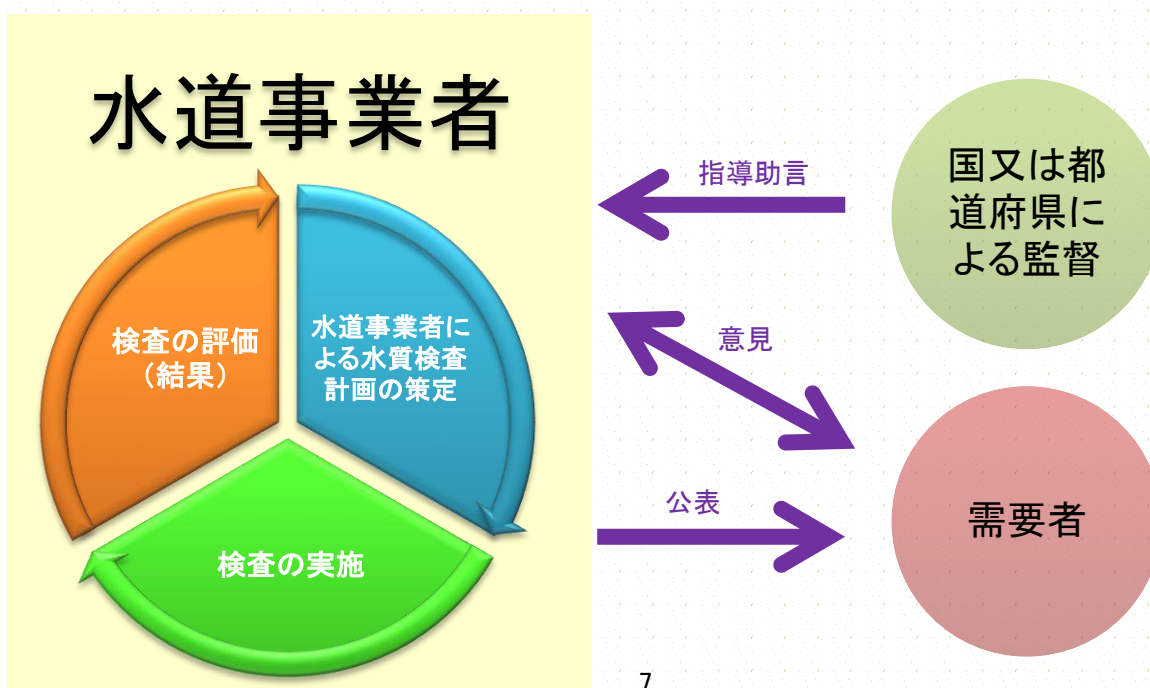 水道事業者
検査の評価
（結果）
水道事業者に
よる水質検査
計画の策定
検査の実施
指導助言
意見
公表
国又は都
道府県に
よる監督
需要者
7